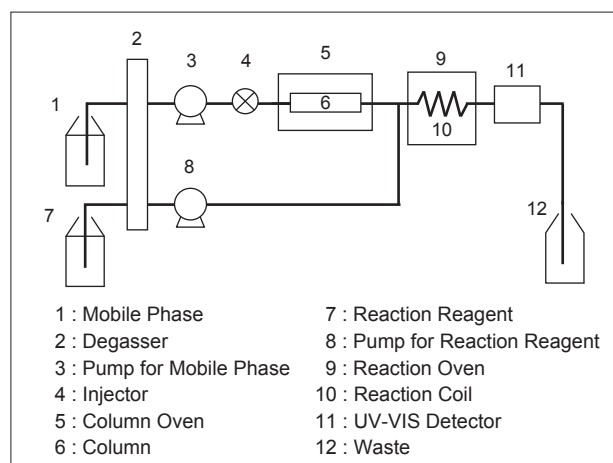 2
3
4
5
9
11
1
6
10
8
7
12
1 : Mobile Phase
2 : Degasser
3 : Pump for Mobile Phase
4 : Injector
5 : Column Oven
6 : Column
7 : Reaction Reagent
8 : Pump for Reaction Reagent
9 : Reaction Oven
10 : Reaction Coil
11 : UV-VIS Detector
12 : Waste